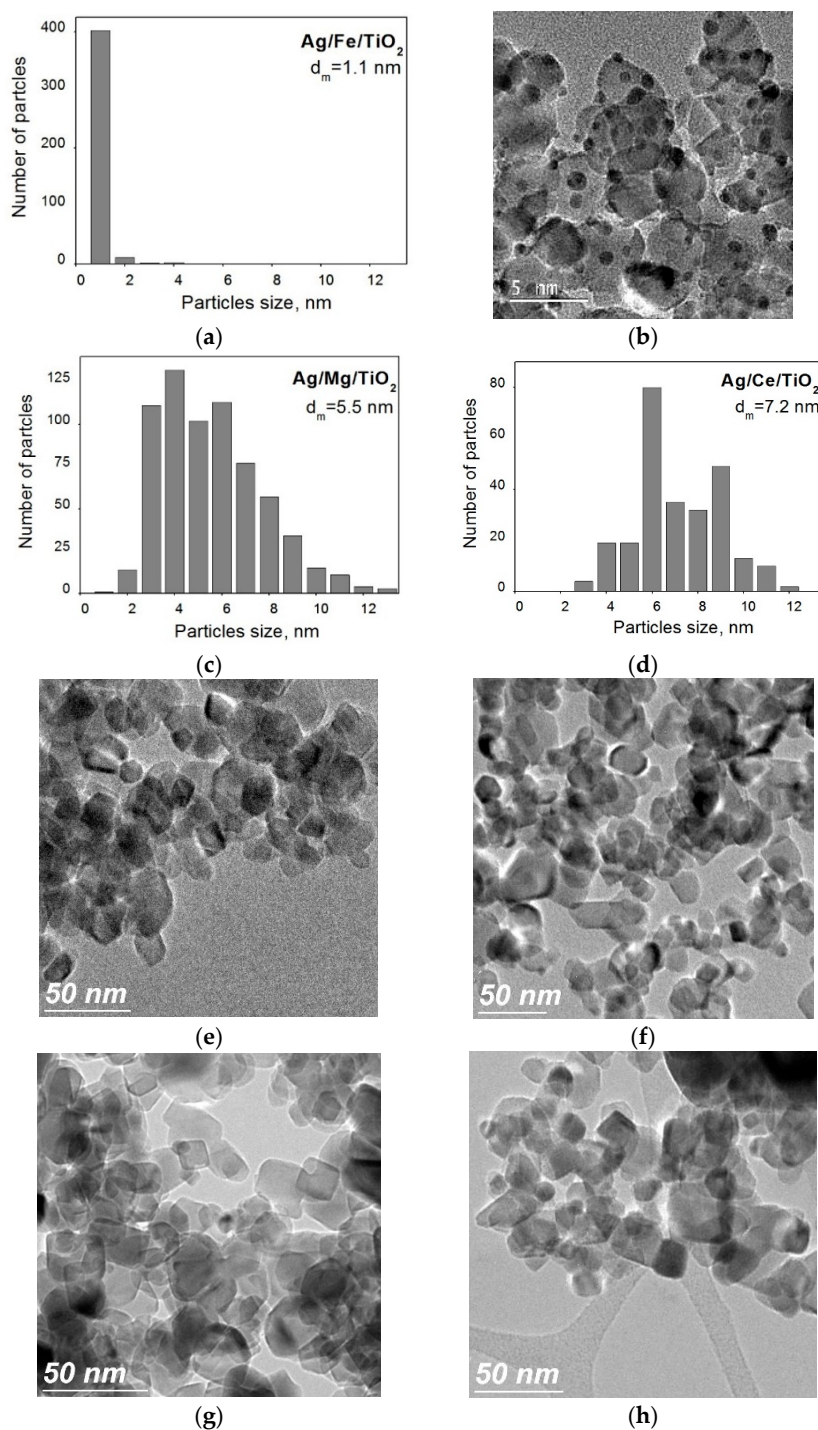 400
300
200
100
0
Number of partcles
Ag/Fe/TiO₂
dₘ=1.1 nm
0 2 4 6 8 10 12
Particles size, nm
(a)
5 nm
(b)
125
100
75
50
25
0
Number of partcles
Ag/Mg/TiO₂
dₘ=5.5 nm
0 2 4 6 8 10 12
Particles size, nm
(c)
80
60
40
20
0
Number of partcles
Ag/Ce/TiO₂
dₘ=7.2 nm
0 2 4 6 8 10 12
Particles size, nm
(d)
50 nm
(e)
50 nm
(f)
50 nm
(g)
50 nm
(h)